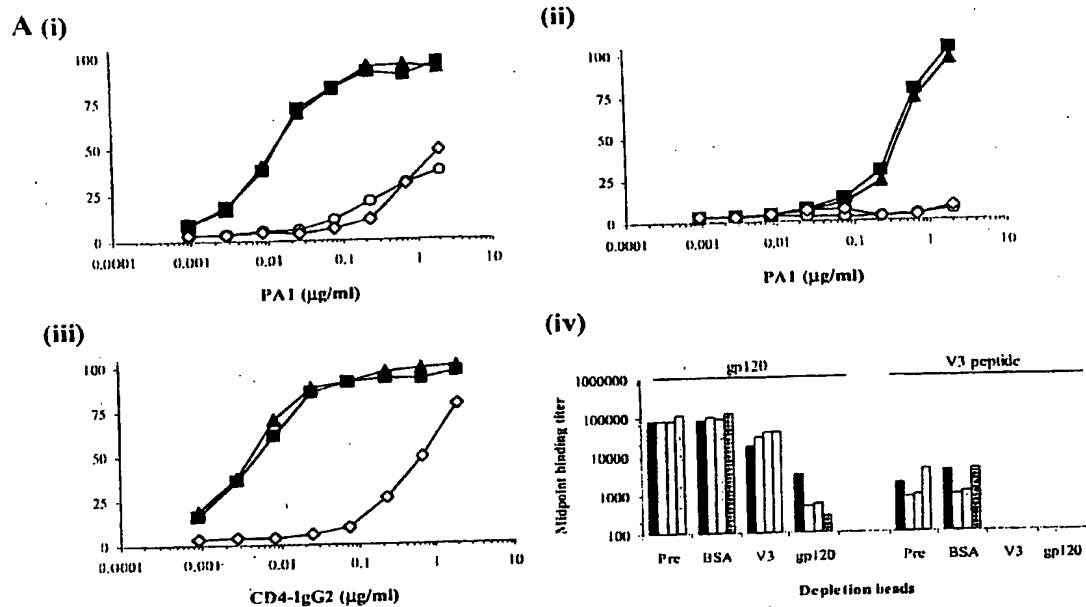 A (i)
100
75
50
25
0
0.0001 0.001 0.01 0.1 1 10
PA1 (µg/ml)
(ii)
100
75
50
25
0
0.0001 0.001 0.01 0.1 1 10
PA1 (µg/ml)
(iii)
100
75
50
25
0
0.0001 0.001 0.01 0.1 1 10
CD4-IgG2 (µg/ml)
(iv)
gp120 V3 peptide
Midpoint binding titer
1000000
100000
10000
1000
100
Pre BSA V3 gp120 Pre BSA V3 gp120
Depletion beads